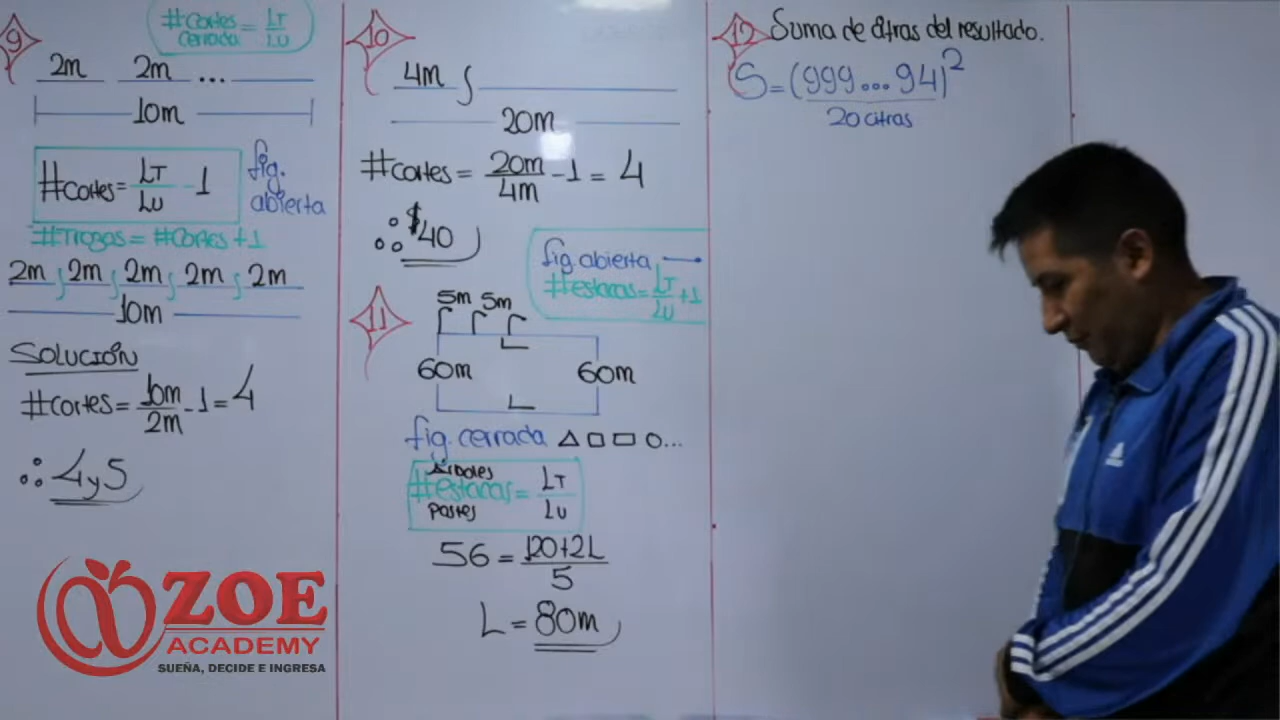 9
#Cortes cerrada = LT/LU
2m 2m ...
10m
#Cortes = LT/LU - 1
fig. abierta
#Trozos = #Cortes + 1
2m 2m 2m 2m 2m
10m
SOLUCIÓN
#cortes = 10m/2m - 1 = 4
∴ 4 y 5
ZOE
ACADEMY
SUEÑA, DECIDE E INGRESA
10
4m
20m
#cortes = 20m/4m - 1 = 4
∴ $40
fig. abierta
#estacas = LT/LU + 1
11
5m 5m
L
60m 60m
L
fig. cerrada △ □ ▭ ○...
Árboles
#estacas = LT/LU
Postes
56 = 120+2L/5
L = 80m
12 Suma de cifras del resultado.
S = (999...94)²
20 cifras
adidas